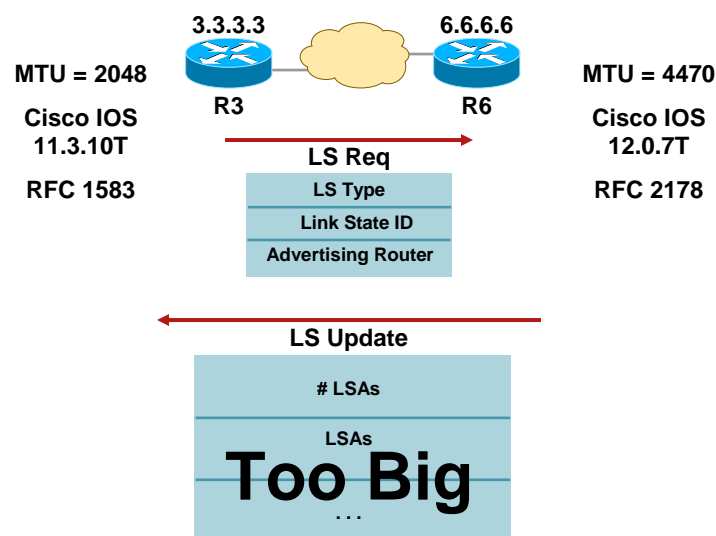 3.3.3.3
6.6.6.6
MTU = 2048
MTU = 4470
R3
R6
Cisco IOS
11.3.10T
Cisco IOS
12.0.7T
LS Req
RFC 1583
RFC 2178
LS Type
Link State ID
Advertising Router
LS Update
# LSAs
LSAs
Too Big
. . .